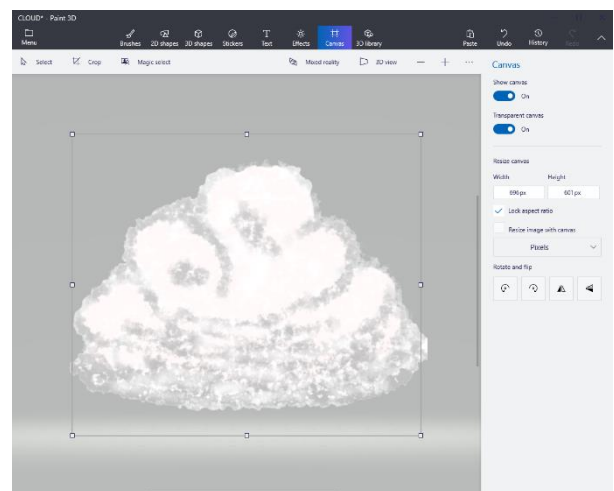 CLOUD* - Paint 3D
Menu
Brushes 2D shapes 3D shapes Stickers Text Effects Canvas 3D library
Paste Undo History
Select Crop Magic select Mixed reality 3D view
Canvas
Show canvas
On
Transparent canvas
On
Resize canvas
Width Height
896px 601px
Lock aspect ratio
Resize image with canvas
Pixels
Rotate and flip